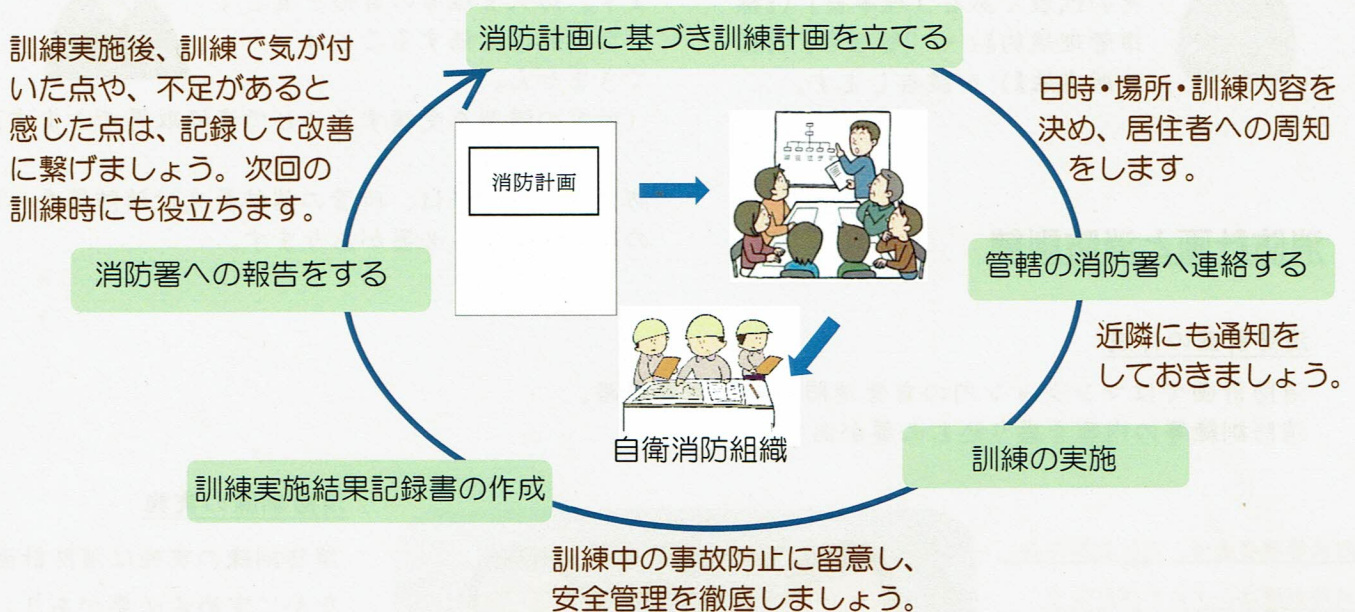 消防計画に基づき訓練計画を立てる
訓練実施後、訓練で気が付
いた点や、不足があると
感じた点は、記録して改善
に繋げましょう。次回の
訓練時にも役立ちます。
日時・場所・訓練内容を
決め、居住者への周知
をします。
消防計画
消防署への報告をする
管轄の消防署へ連絡する
近隣にも通知を
しておきましょう。
自衛消防組織
訓練の実施
訓練実施結果記録書の作成
訓練中の事故防止に留意し、
安全管理を徹底しましょう。